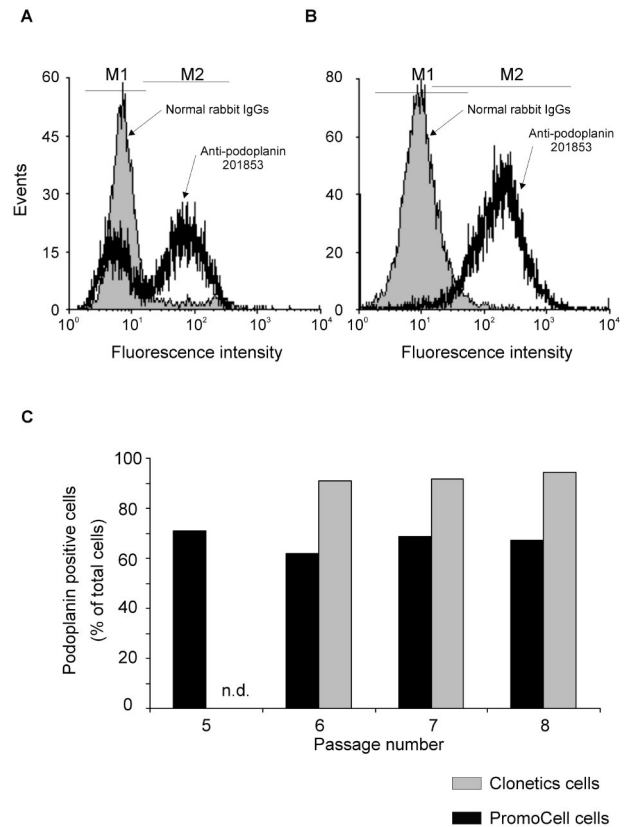 A
M1
M2
60
45
30
15
0
Events
Normal rabbit IgGs
Anti-podoplanin
201853
10⁰
10¹
10²
10³
10⁴
Fluorescence intensity
B
M1
M2
80
60
40
20
0
Normal rabbit IgGs
Anti-podoplanin
201853
10⁰
10¹
10²
10³
10⁴
Fluorescence intensity
C
100
80
60
40
20
0
Podoplanin positive cells
(% of total cells)
n.d.
5
6
7
8
Passage number
Clonetics cells
PromoCell cells